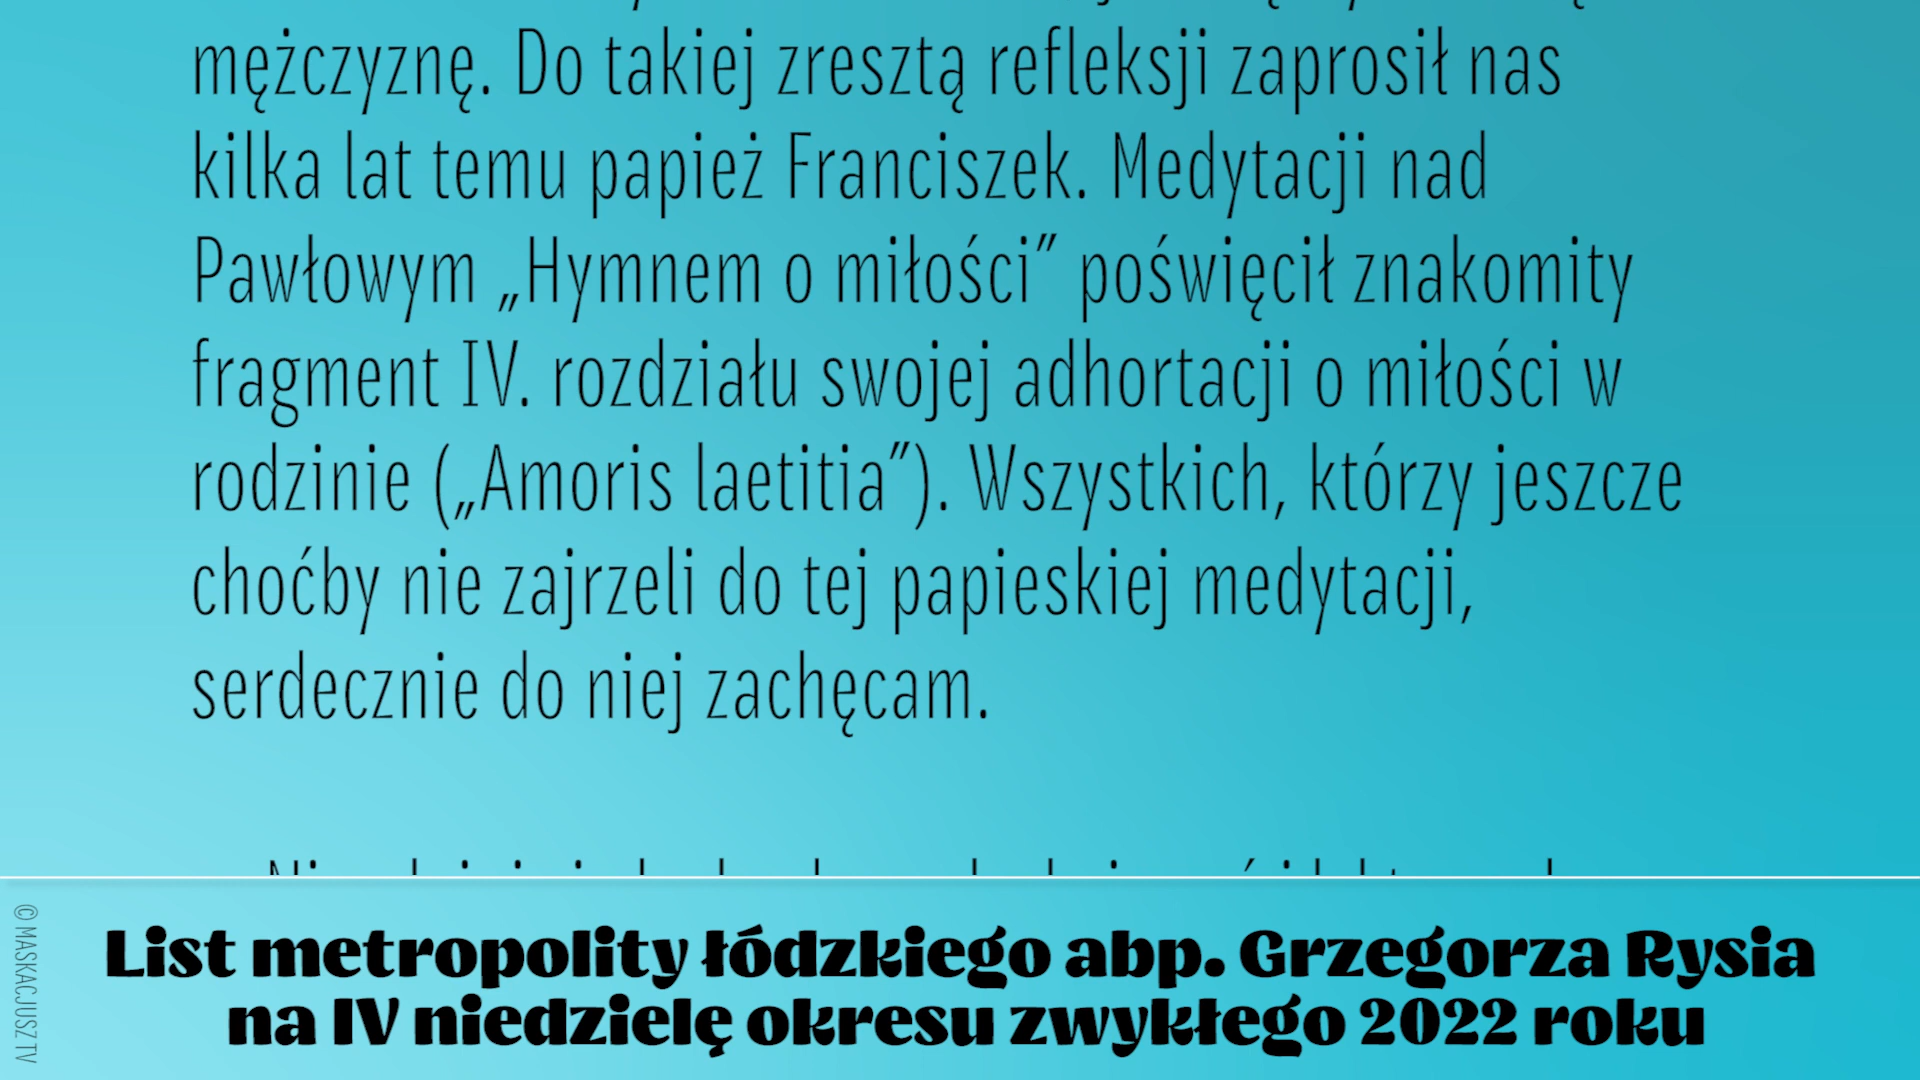 mężczyznę. Do takiej zresztą refleksji zaprosił nas
kilka lat temu papież Franciszek. Medytacji nad
Pawłowym „Hymnem o miłości” poświęcił znakomity
fragment IV. rozdziału swojej adhortacji o miłości w
rodzinie („Amoris laetitia”). Wszystkich, którzy jeszcze
choćby nie zajrzeli do tej papieskiej medytacji,
serdecznie do niej zachęcam.
List metropolity łódzkiego abp. Grzegorza Rysia
na IV niedzielę okresu zwykłego 2022 roku
© MASKACJUSZ TV